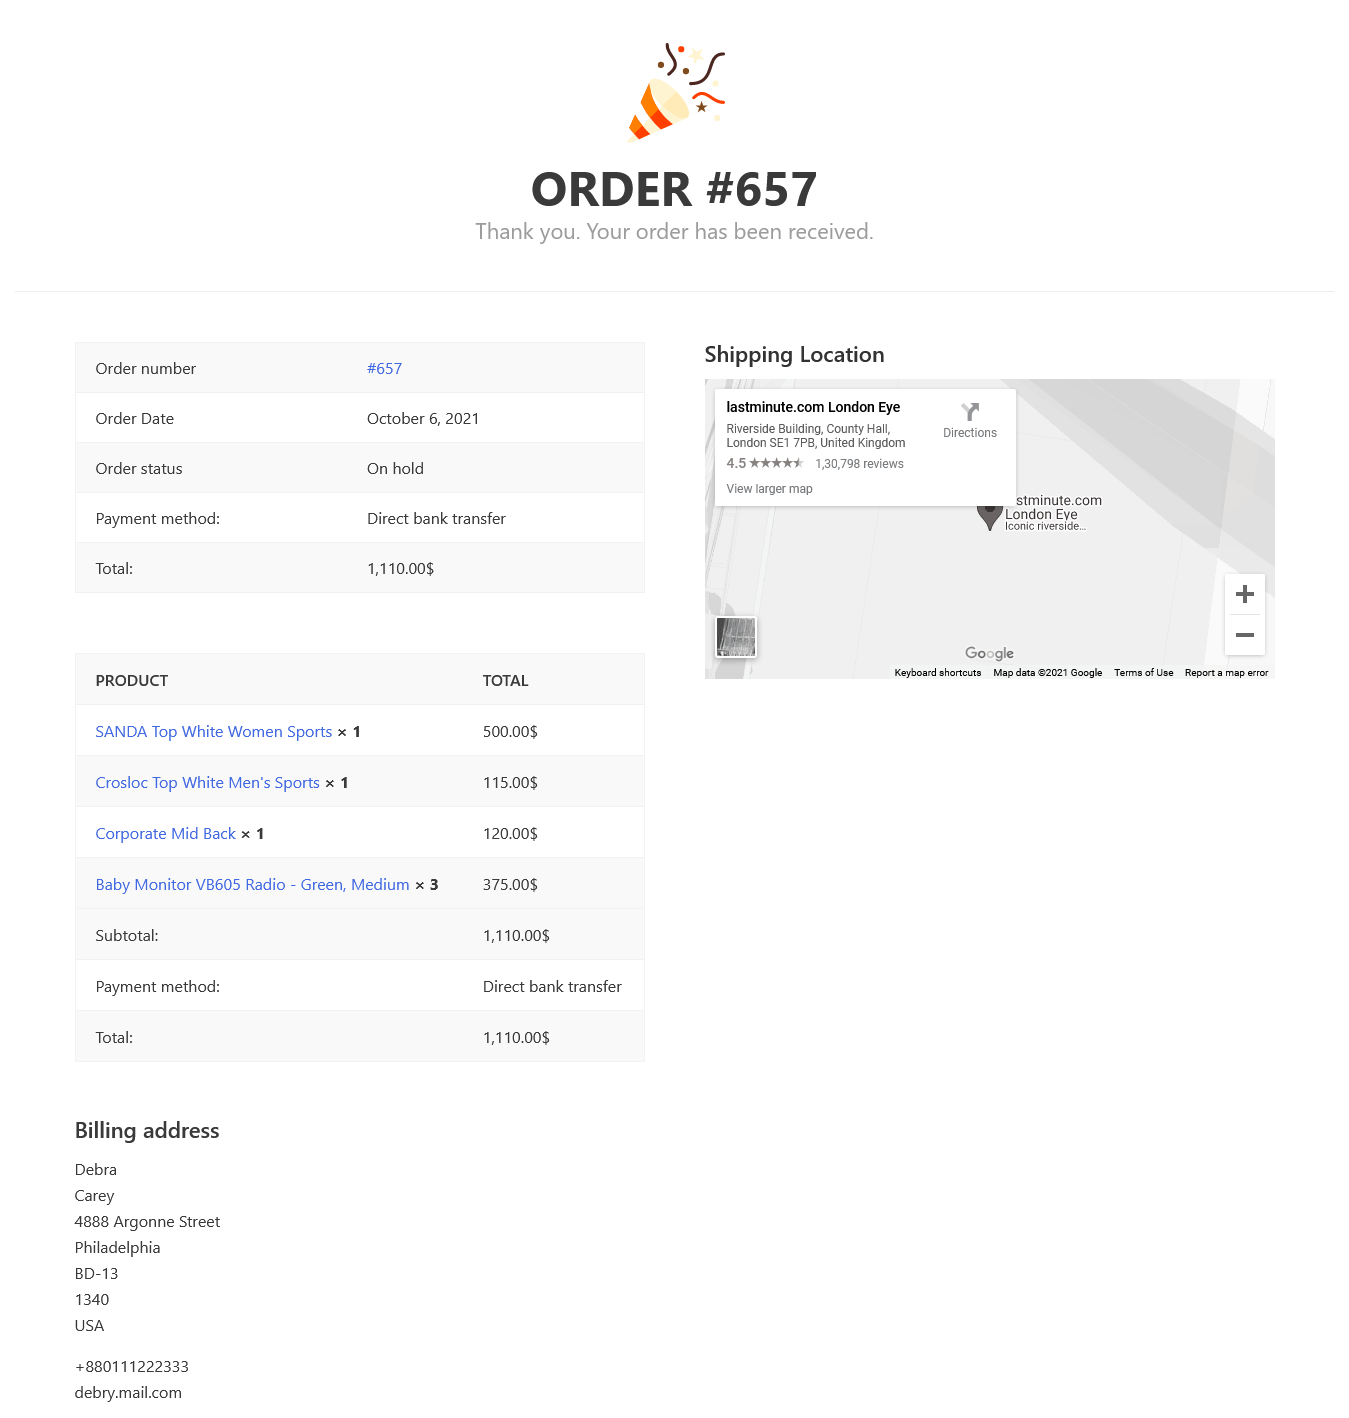 ORDER #657
Thank you. Your order has been received.
Order number #657
Order Date October 6, 2021
Order status On hold
Payment method: Direct bank transfer
Total: 1,110.00$
PRODUCT TOTAL
SANDA Top White Women Sports × 1 500.00$
Crosloc Top White Men's Sports × 1 115.00$
Corporate Mid Back × 1 120.00$
Baby Monitor VB605 Radio - Green, Medium × 3 375.00$
Subtotal: 1,110.00$
Payment method: Direct bank transfer
Total: 1,110.00$
Billing address
Debra
Carey
4888 Argonne Street
Philadelphia
BD-13
1340
USA
+880111222333
debry.mail.com
Shipping Location
lastminute.com London Eye
Riverside Building, County Hall,
London SE1 7PB, United Kingdom
4.5 ★★★★★ 1,30,798 reviews
View larger map
Directions
stminute.com
London Eye
Iconic riverside...
Google
Keyboard shortcuts Map data ©2021 Google Terms of Use Report a map error